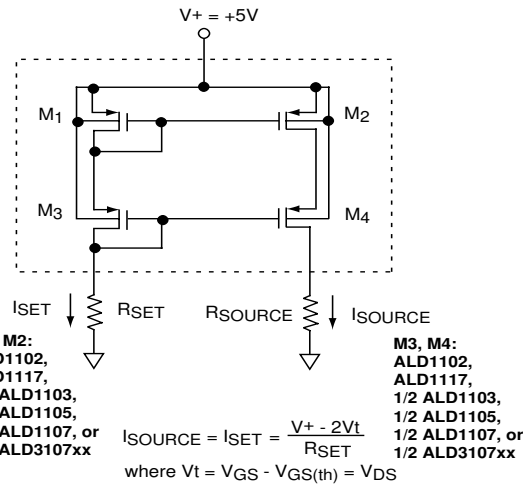 V+ = +5V
M1
M2
M3
M4
ISET
RSET
RSOURCE
ISOURCE
M2:
ALD1103,
ALD1105,
ALD1107, or
ALD3107xx
M3, M4:
ALD1102,
ALD1117,
1/2 ALD1103,
1/2 ALD1105,
1/2 ALD1107, or
1/2 ALD3107xx
ISOURCE = ISET = V+ - 2Vt
RSET
where Vt = VGS - VGS(th) = VDS